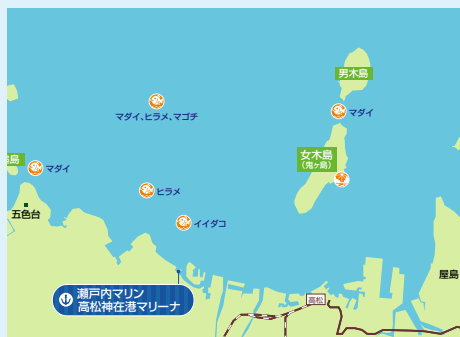 男木島
マダイ、ヒラメ、マゴチ
マダイ
女木島
(鬼ヶ島)
島
マダイ
ヒラメ
五色台
イイダコ
屋島
瀬戸内マリン
高松神在港マリーナ
高松